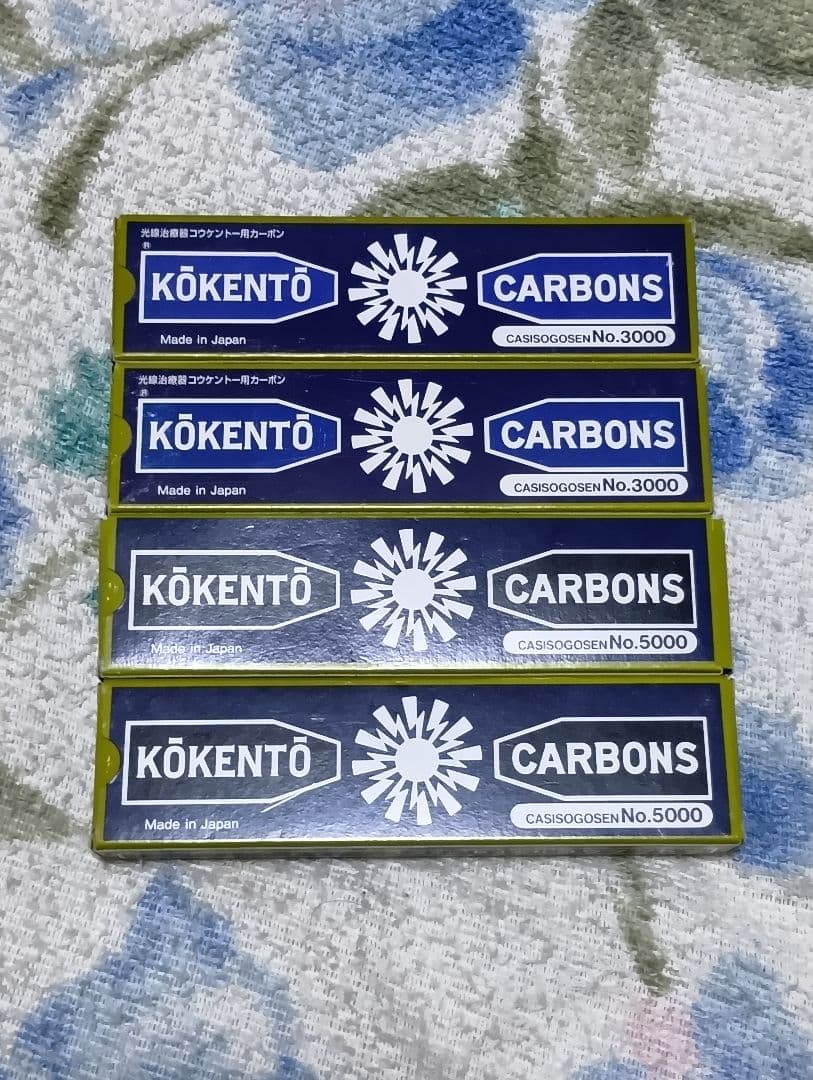 光線治療器コウケントー用カーボン
®
KŌKENTŌ CARBONS
Made in Japan
CASISOGOSEN No.3000
光線治療器コウケントー用カーボン
®
KŌKENTŌ CARBONS
Made in Japan
CASISOGOSEN No.3000
KŌKENTŌ CARBONS
Made in Japan
CASISOGOSEN No.5000
KŌKENTŌ CARBONS
Made in Japan
CASISOGOSEN No.5000